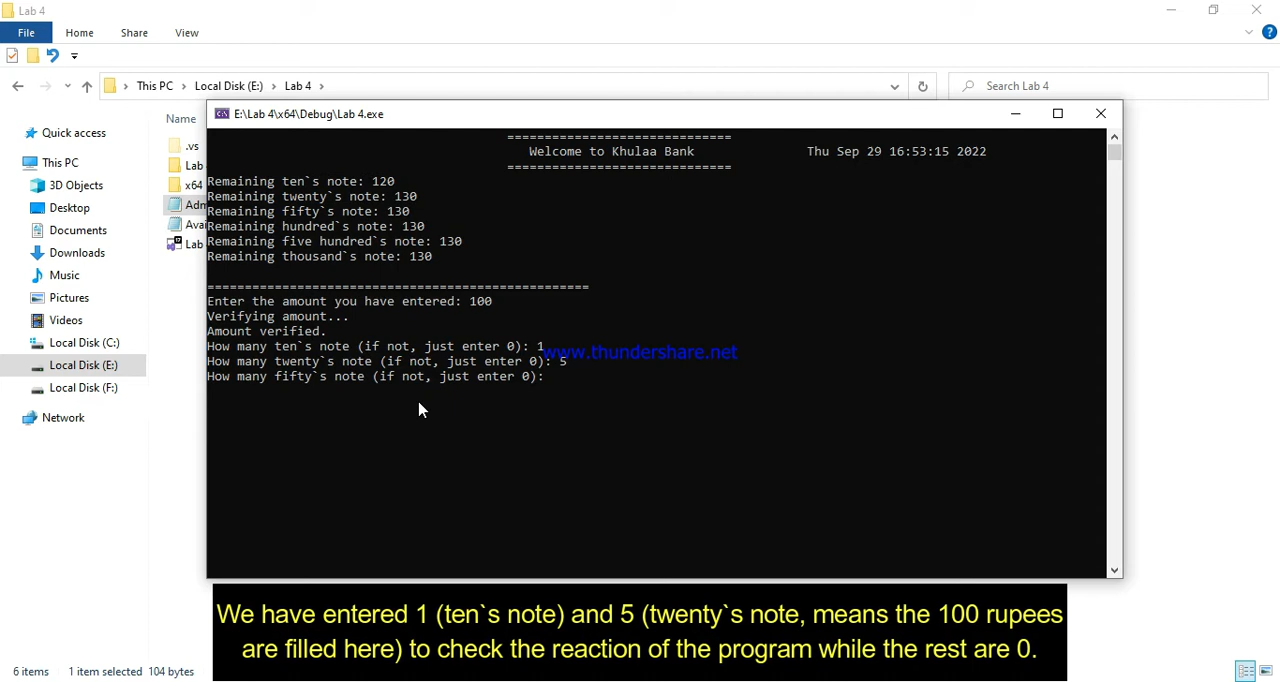 Lab 4
File Home Share View
This PC > Local Disk (E:) > Lab 4 >
Search Lab 4
Name
Quick access
This PC
3D Objects
Desktop
Documents
Downloads
Music
Pictures
Videos
Local Disk (C:)
Local Disk (E:)
Local Disk (F:)
Network
.vs
Lab
x64
Adm
Avai
Lab
E:\Lab 4\x64\Debug\Lab 4.exe
==============================
Welcome to Khulaa Bank Thu Sep 29 16:53:15 2022
==============================
Remaining ten`s note: 120
Remaining twenty`s note: 130
Remaining fifty`s note: 130
Remaining hundred`s note: 130
Remaining five hundred`s note: 130
Remaining thousand`s note: 130
===================================================
Enter the amount you have entered: 100
Verifying amount...
Amount verified.
How many ten`s note (if not, just enter 0): 1
How many twenty`s note (if not, just enter 0): 5
How many fifty`s note (if not, just enter 0):
www.thundershare.net
We have entered 1 (ten`s note) and 5 (twenty`s note, means the 100 rupees
are filled here) to check the reaction of the program while the rest are 0.
6 items 1 item selected 104 bytes